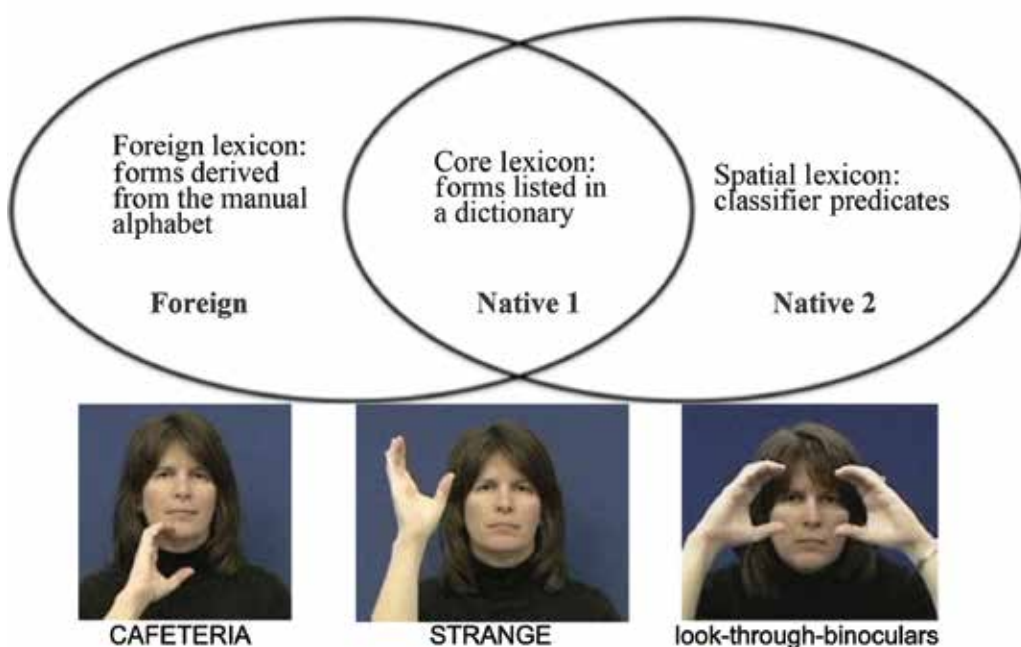 Foreign lexicon:
forms derived
from the manual
alphabet
Foreign
Core lexicon:
forms listed in
a dictionary
Native 1
Spatial lexicon:
classifier predicates
Native 2
CAFETERIA
STRANGE
look-through-binoculars